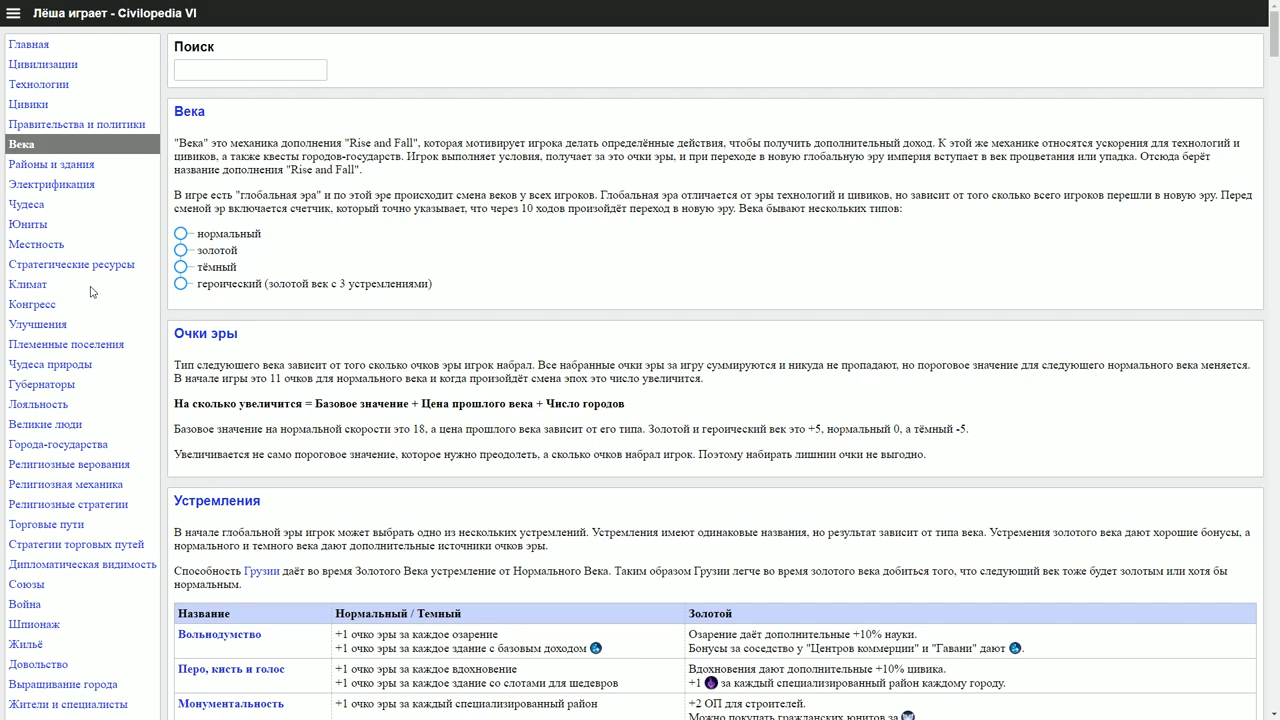 Лёша играет - Civilopedia VI
Главная
Цивилизации
Технологии
Цивики
Правительства и политики
Века
Районы и здания
Электрификация
Чудеса
Юниты
Местность
Стратегические ресурсы
Климат
Конгресс
Улучшения
Племенные поселения
Чудеса природы
Губернаторы
Лояльность
Великие люди
Города-государства
Религиозные верования
Религиозная механика
Религиозные стратегии
Торговые пути
Стратегии торговых путей
Дипломатическая видимость
Союзы
Война
Шпионаж
Жильё
Довольство
Выращивание города
Жители и специалисты
Поиск
Века
"Века" это механика дополнения "Rise and Fall", которая мотивирует игрока делать определённые действия, чтобы получить дополнительный доход. К этой же механике относятся ускорения для технологий и
цивиков, а также квесты городов-государств. Игрок выполняет условия, получает за это очки эры, и при переходе в новую глобальную эру империя вступает в век процветания или упадка. Отсюда берёт
название дополнения "Rise and Fall".
В игре есть "глобальная эра" и по этой эре происходит смена веков у всех игроков. Глобальная эра отличается от эры технологий и цивиков, но зависит от того сколько всего игроков перешли в новую эру. Перед
сменой эр включается счетчик, который точно указывает, что через 10 ходов произойдёт переход в новую эру. Века бывают нескольких типов:
нормальный
золотой
тёмный
героический (золотой век с 3 устремлениями)
Очки эры
Тип следующего века зависит от того сколько очков эры игрок набрал. Все набранные очки эры за игру суммируются и никуда не пропадают, но пороговое значение для следующего нормального века меняется.
В начале игры это 11 очков для нормального века и когда произойдёт смена эпох это число увеличится.
На сколько увеличится = Базовое значение + Цена прошлого века + Число городов
Базовое значение на нормальной скорости это 18, а цена прошлого века зависит от его типа. Золотой и героический век это +5, нормальный 0, а тёмный -5.
Увеличивается не само пороговое значение, которое нужно преодолеть, а сколько очков набрал игрок. Поэтому набирать лишнии очки не выгодно.
Устремления
В начале глобальной эры игрок может выбрать одно из нескольких устремлений. Устремления имеют одинаковые названия, но результат зависит от типа века. Устремения золотого века дают хорошие бонусы, а
нормального и темного века дают дополнительные источники очков эры.
Способность Грузии даёт во время Золотого Века устремление от Нормального Века. Таким образом Грузии легче во время золотого века добиться того, что следующий век тоже будет золотым или хотя бы
нормальным.
Название Нормальный / Темный Золотой
Вольнодумство
+1 очко эры за каждое озарение
+1 очко эры за каждое здание с базовым доходом
Озарение даёт дополнительные +10% науки.
Бонусы за соседство у "Центров коммерции" и "Гавани" дают .
Перо, кисть и голос
+1 очко эры за каждое вдохновение
+1 очко эры за каждое здание со слотами для шедевров
Вдохновения дают дополнительные +10% цивика.
+1 за каждый специализированный район каждому городу.
Монументальность
+1 очко эры за каждый специализированный район
+2 ОП для строителей.
Можно покупать гражданских юнитов за